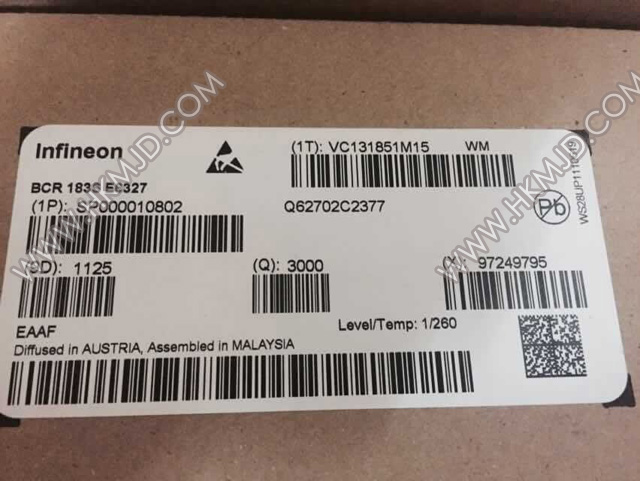 Infineon
(1T): VC131851M15 WM
BCR 183S E6327
(1P): SP000010802 Q62702C2377
Pb
(9D): 1125 (Q): 3000 (X): 97249795
EAAF
Level/Temp: 1/260
Diffused in AUSTRIA, Assembled in MALAYSIA
WWW.HKMJD.COM
WWW.HKMJD.COM